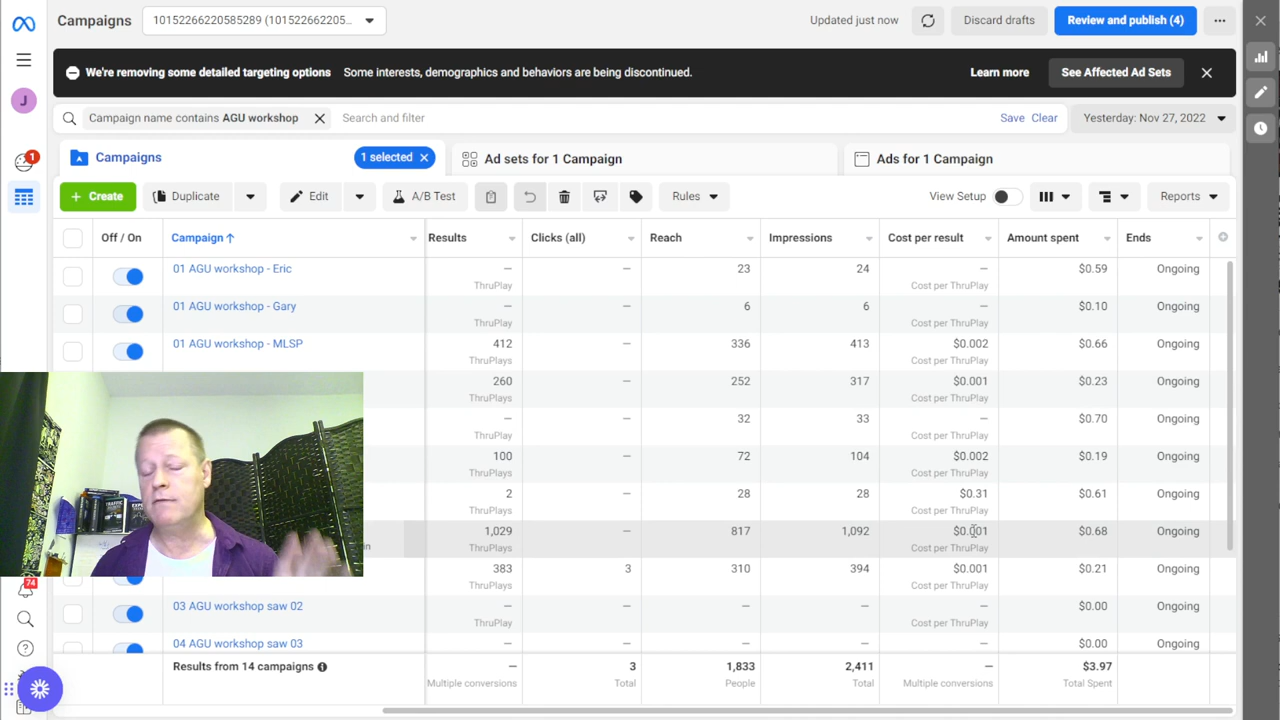 Campaigns
10152266220585289 (101522662205...
Updated just now
Discard drafts
Review and publish (4)
We're removing some detailed targeting options
Some interests, demographics and behaviors are being discontinued.
Learn more
See Affected Ad Sets
J
Campaign name contains AGU workshop
Search and filter
Save
Clear
Yesterday: Nov 27, 2022
1
Campaigns
1 selected
Ad sets for 1 Campaign
Ads for 1 Campaign
+ Create
Duplicate
Edit
A/B Test
Rules
View Setup
Reports
Off / On
Campaign
Results
Clicks (all)
Reach
Impressions
Cost per result
Amount spent
Ends
01 AGU workshop - Eric
—
—
23
24
—
$0.59
Ongoing
ThruPlay
Cost per ThruPlay
01 AGU workshop - Gary
—
—
6
6
—
$0.10
Ongoing
ThruPlay
Cost per ThruPlay
01 AGU workshop - MLSP
412
—
336
413
$0.002
$0.66
Ongoing
ThruPlays
Cost per ThruPlay
260
—
252
317
$0.001
$0.23
Ongoing
ThruPlays
Cost per ThruPlay
—
—
32
33
—
$0.70
Ongoing
ThruPlay
Cost per ThruPlay
100
—
72
104
$0.002
$0.19
Ongoing
ThruPlays
Cost per ThruPlay
2
—
28
28
$0.31
$0.61
Ongoing
ThruPlays
Cost per ThruPlay
1,029
—
817
1,092
$0.001
$0.68
Ongoing
ThruPlays
Cost per ThruPlay
383
3
310
394
$0.001
$0.21
Ongoing
ThruPlays
Cost per ThruPlay
74
03 AGU workshop saw 02
—
—
—
—
—
$0.00
Ongoing
ThruPlay
Cost per ThruPlay
04 AGU workshop saw 03
—
—
—
—
—
$0.00
Ongoing
Results from 14 campaigns
—
3
1,833
2,411
—
$3.97
Multiple conversions
Total
People
Total
Multiple conversions
Total Spent